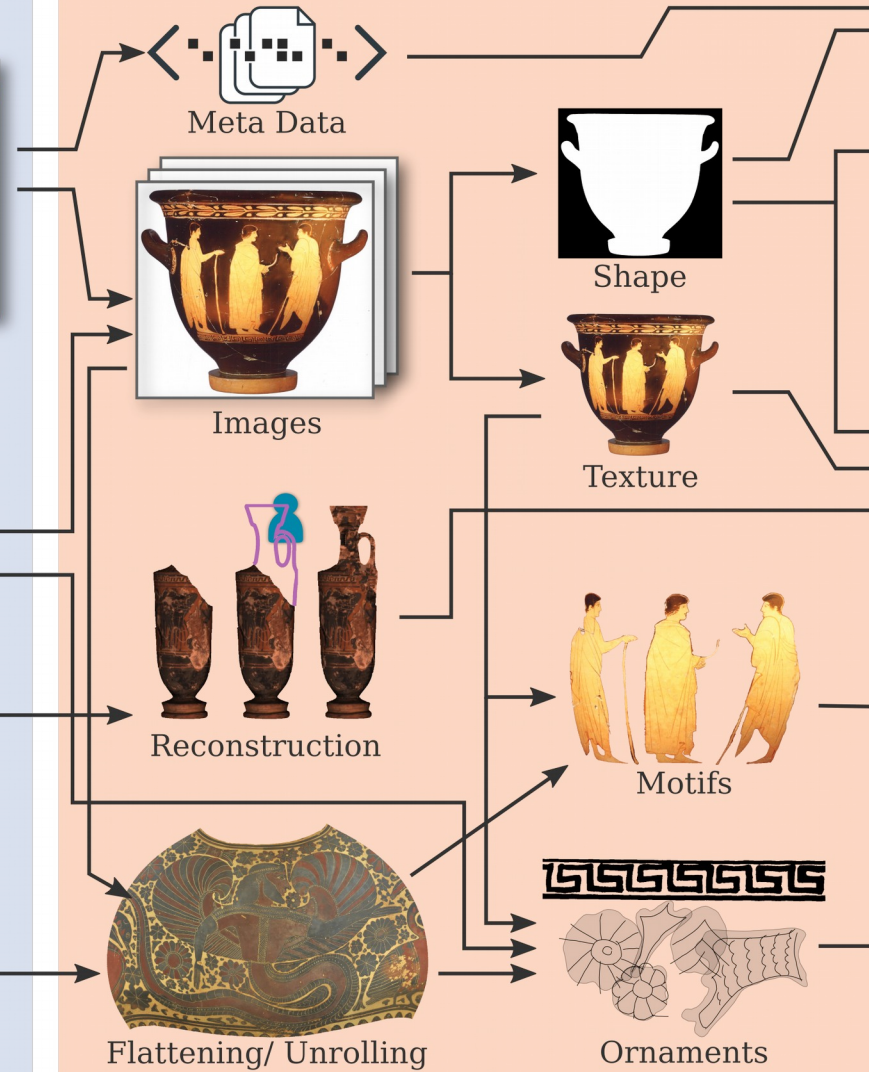 Meta Data
Images
Shape
Texture
Reconstruction
Motifs
Flattening/ Unrolling
Ornaments